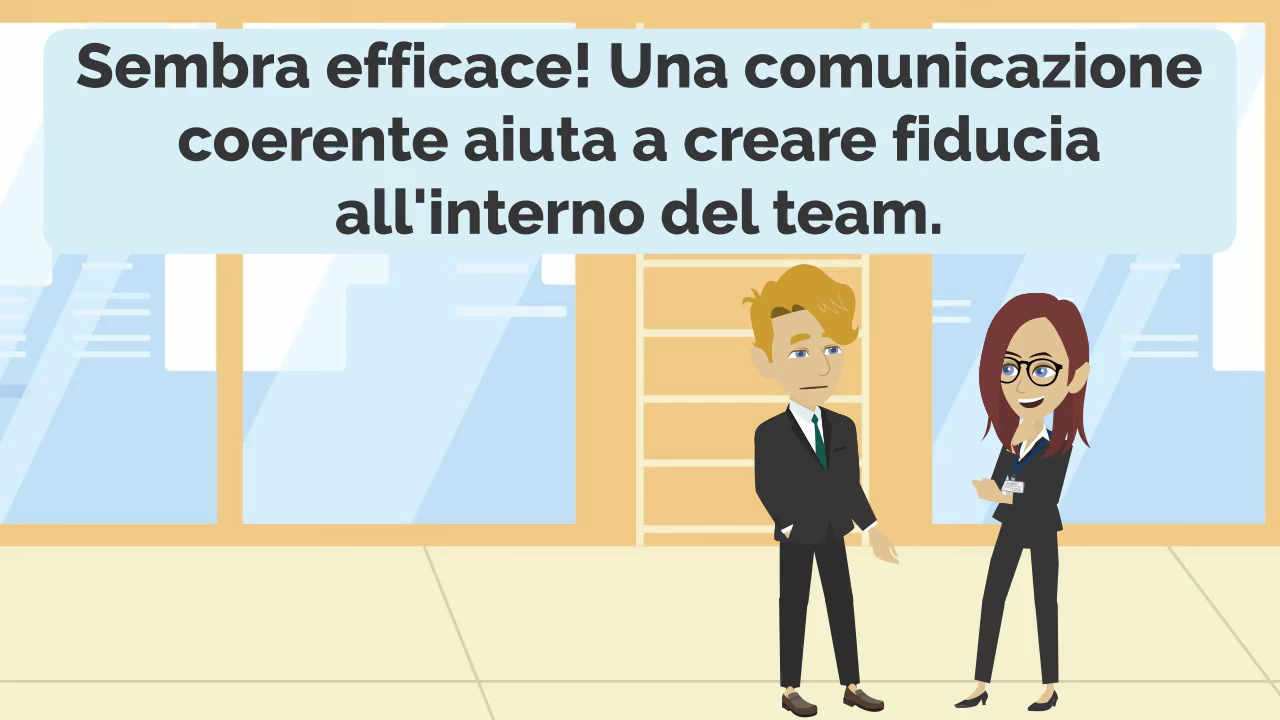 Sembra efficace! Una comunicazione
coerente aiuta a creare fiducia
all'interno del team.